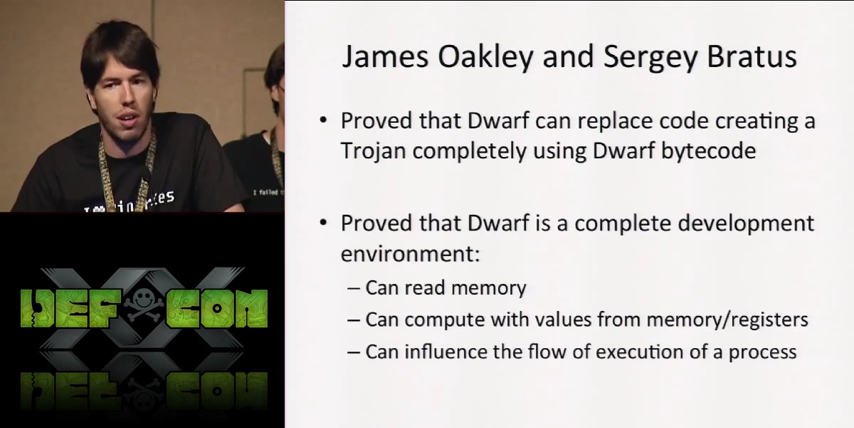 James Oakley and Sergey Bratus
• Proved that Dwarf can replace code creating a
Trojan completely using Dwarf bytecode
• Proved that Dwarf is a complete development
environment:
– Can read memory
– Can compute with values from memory/registers
– Can influence the flow of execution of a process
I failed
DEF CON
XX